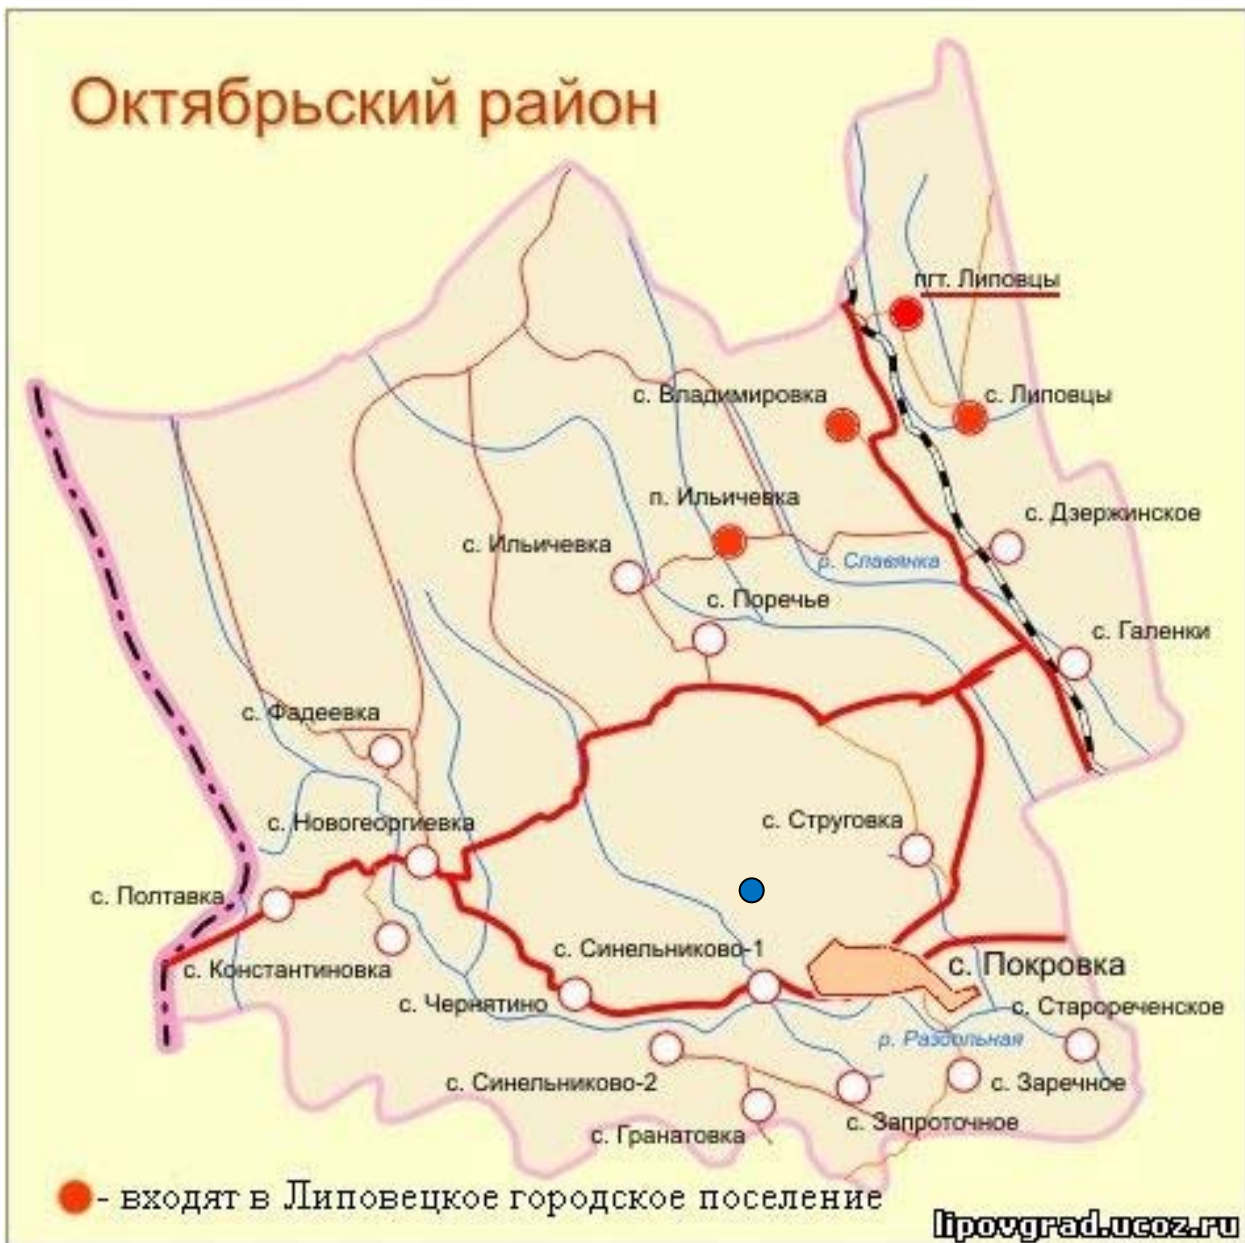 Октябрьский район
пгт. Липовцы
с. Владимировка
с. Липовцы
п. Ильичевка
с. Дзержинское
с. Ильичевка
р. Славянка
с. Поречье
с. Галенки
с. Фадеевка
с. Новогеоргиевка
с. Струговка
с. Полтавка
с. Синельниково-1
с. Константиновка
с. Покровка
с. Чернятино
с. Старореченское
р. Раздольная
с. Синельниково-2
с. Заречное
с. Запроточное
с. Гранатовка
- входят в Липовецкое городское поселение
lipovgrad.ucoz.ru